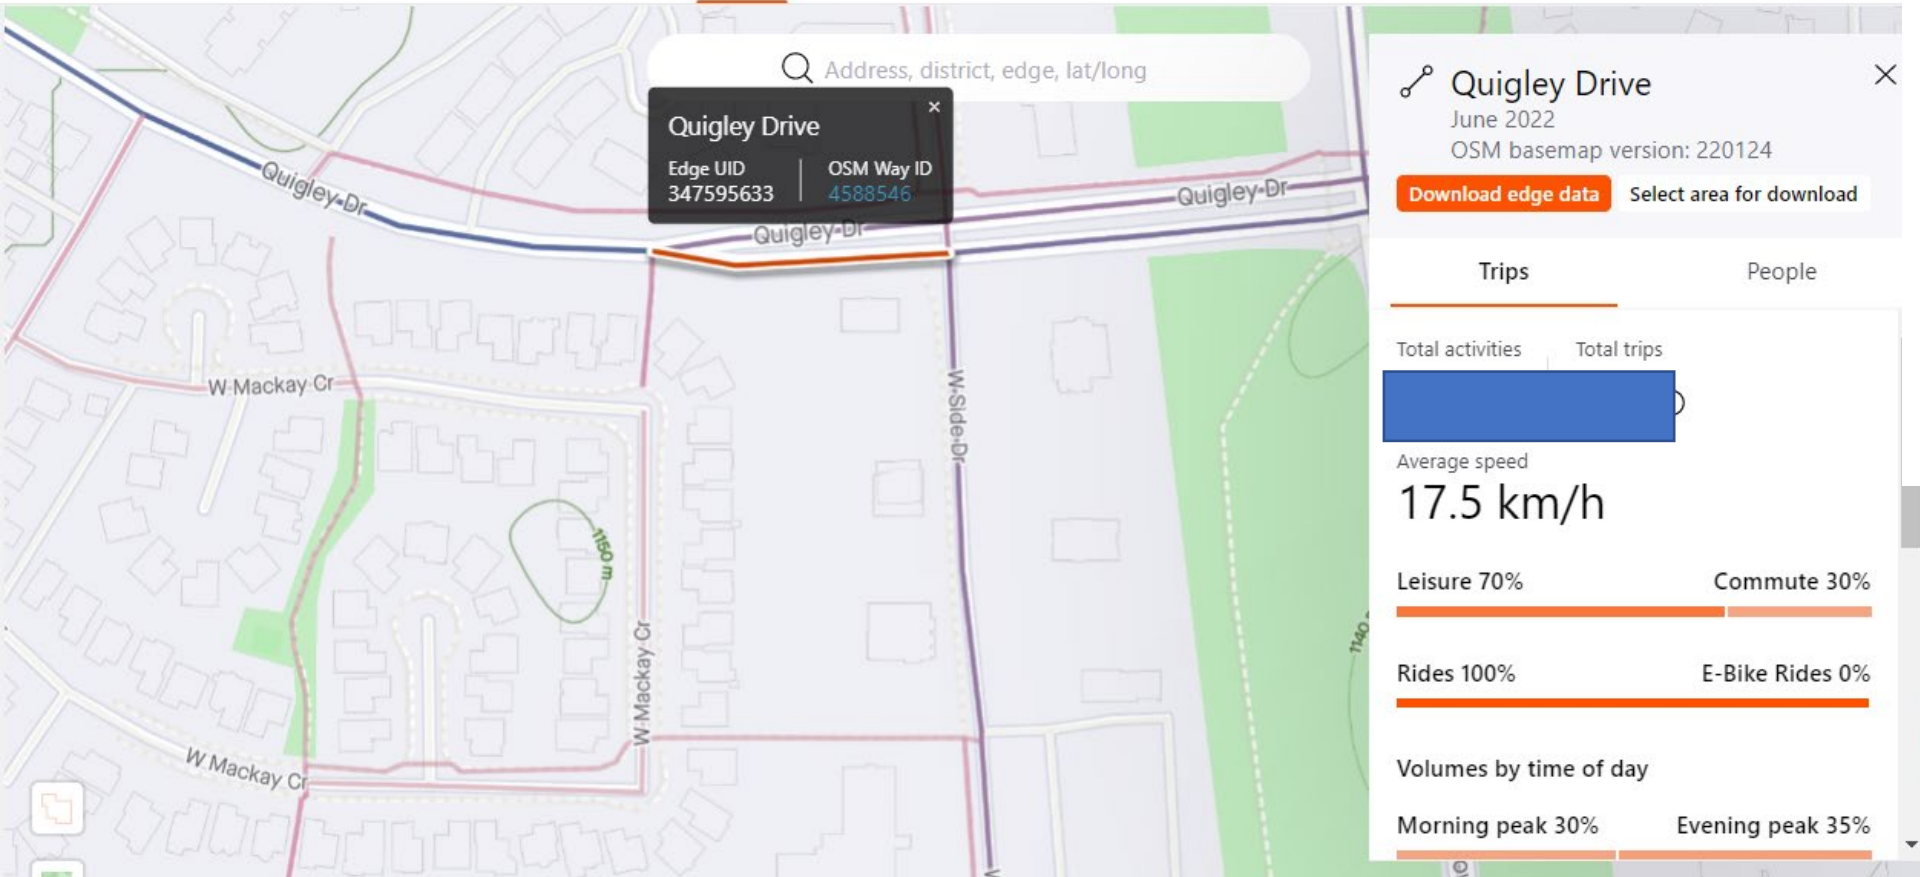 Address, district, edge, lat/long
Quigley Drive
×
Edge UID
OSM Way ID
347595633
4588546
Quigley Dr
Quigley Dr
Quigley Dr
W Mackay Cr
W Side Dr
1150 m
W Mackay Cr
W Mackay Cr
1140
Quigley Drive
June 2022
OSM basemap version: 220124
Download edge data
Select area for download
Trips
People
Total activities
Total trips
Average speed
17.5 km/h
Leisure 70%
Commute 30%
Rides 100%
E-Bike Rides 0%
Volumes by time of day
Morning peak 30%
Evening peak 35%